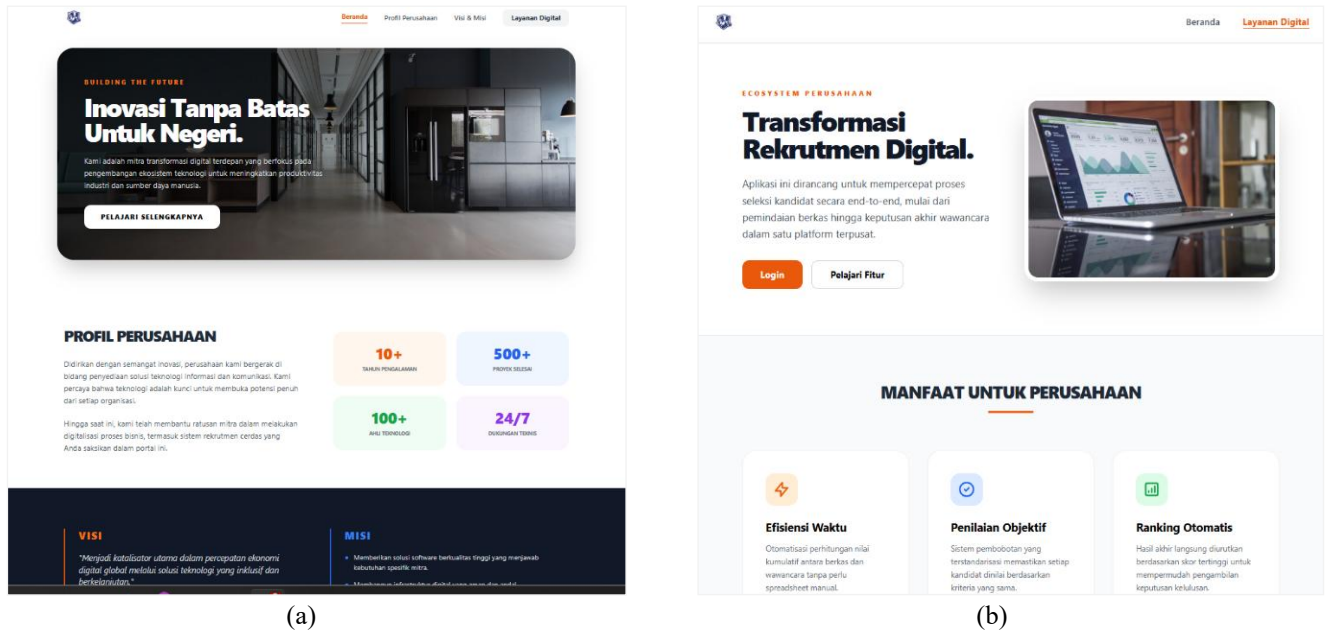 Beranda Profil Perusahaan Visi & Misi Layanan Digital
BUILDING THE FUTURE
Inovasi Tanpa Batas
Untuk Negeri.
Kami adalah mitra transformasi digital terdepan yang berfokus pada
pengembangan ekosistem teknologi untuk meningkatkan produktivitas
industri dan sumber daya manusia.
PELAJARI SELENGKAPNYA
PROFIL PERUSAHAAN
Didirikan dengan semangat inovasi, perusahaan kami bergerak di
bidang penyediaan solusi teknologi informasi dan komunikasi. Kami
percaya bahwa teknologi adalah kunci untuk membuka potensi penuh
dari setiap organisasi.
Hingga saat ini, kami telah membantu ratusan mitra dalam melakukan
digitalisasi proses bisnis, termasuk sistem rekrutmen cerdas yang
Anda saksikan dalam portal ini.
10+
TAHUN PENGALAMAN
500+
PROYEK SELESAI
100+
AHLI TEKNOLOGI
24/7
DUKUNGAN TEKNIS
VISI
"Menjadi katalisator utama dalam percepatan ekonomi
digital global melalui solusi teknologi yang inklusif dan
berkelanjutan."
MISI
Memberikan solusi software berkualitas tinggi yang menjawab
kebutuhan spesifik mitra.
Membangun infrastruktur digital yang aman dan andal
(a)
Beranda Layanan Digital
ECOSYSTEM PERUSAHAAN
Transformasi
Rekrutmen Digital.
Aplikasi ini dirancang untuk mempercepat proses
seleksi kandidat secara end-to-end, mulai dari
pemindaian berkas hingga keputusan akhir wawancara
dalam satu platform terpusat.
Login Pelajari Fitur
MANFAAT UNTUK PERUSAHAAN
Efisiensi Waktu
Otomatisasi perhitungan nilai
kumulatif antara berkas dan
wawancara tanpa perlu
spreadsheet manual.
Penilaian Objektif
Sistem pembobotan yang
terstandarisasi memastikan setiap
kandidat dinilai berdasarkan
kriteria yang sama.
Ranking Otomatis
Hasil akhir langsung diurutkan
berdasarkan skor tertinggi untuk
mempermudah pengambilan
keputusan kelulusan.
(b)